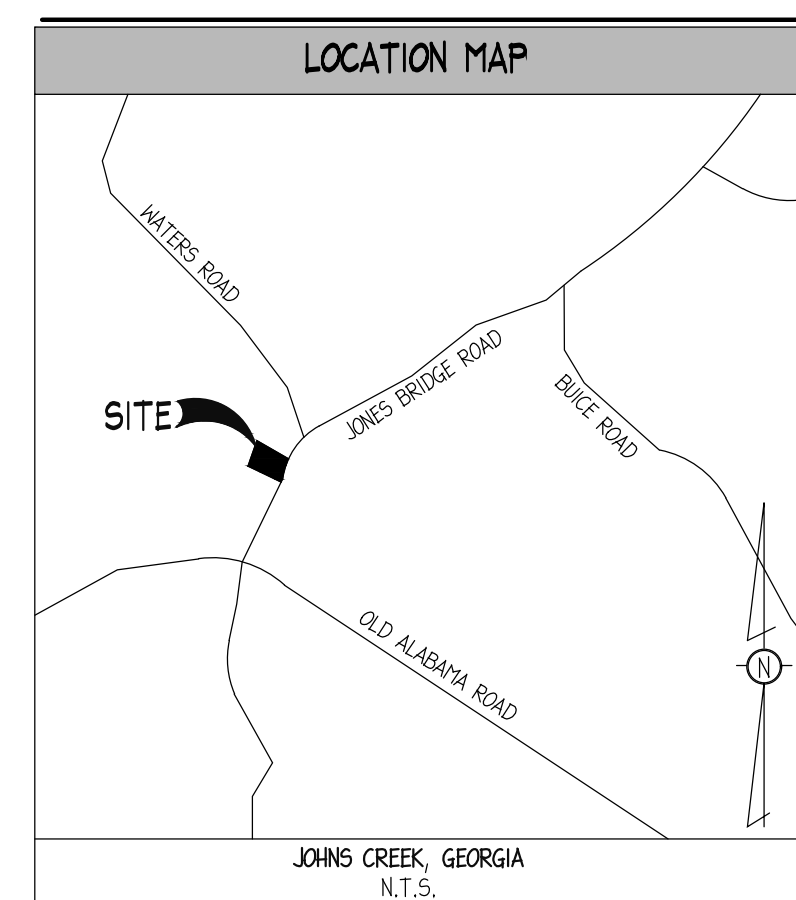 LOCATION MAP
WATERS ROAD
JONES BRIDGE ROAD
BUICE ROAD
SITE
OLD ALABAMA ROAD
N
JOHNS CREEK, GEORGIA
N.T.S.